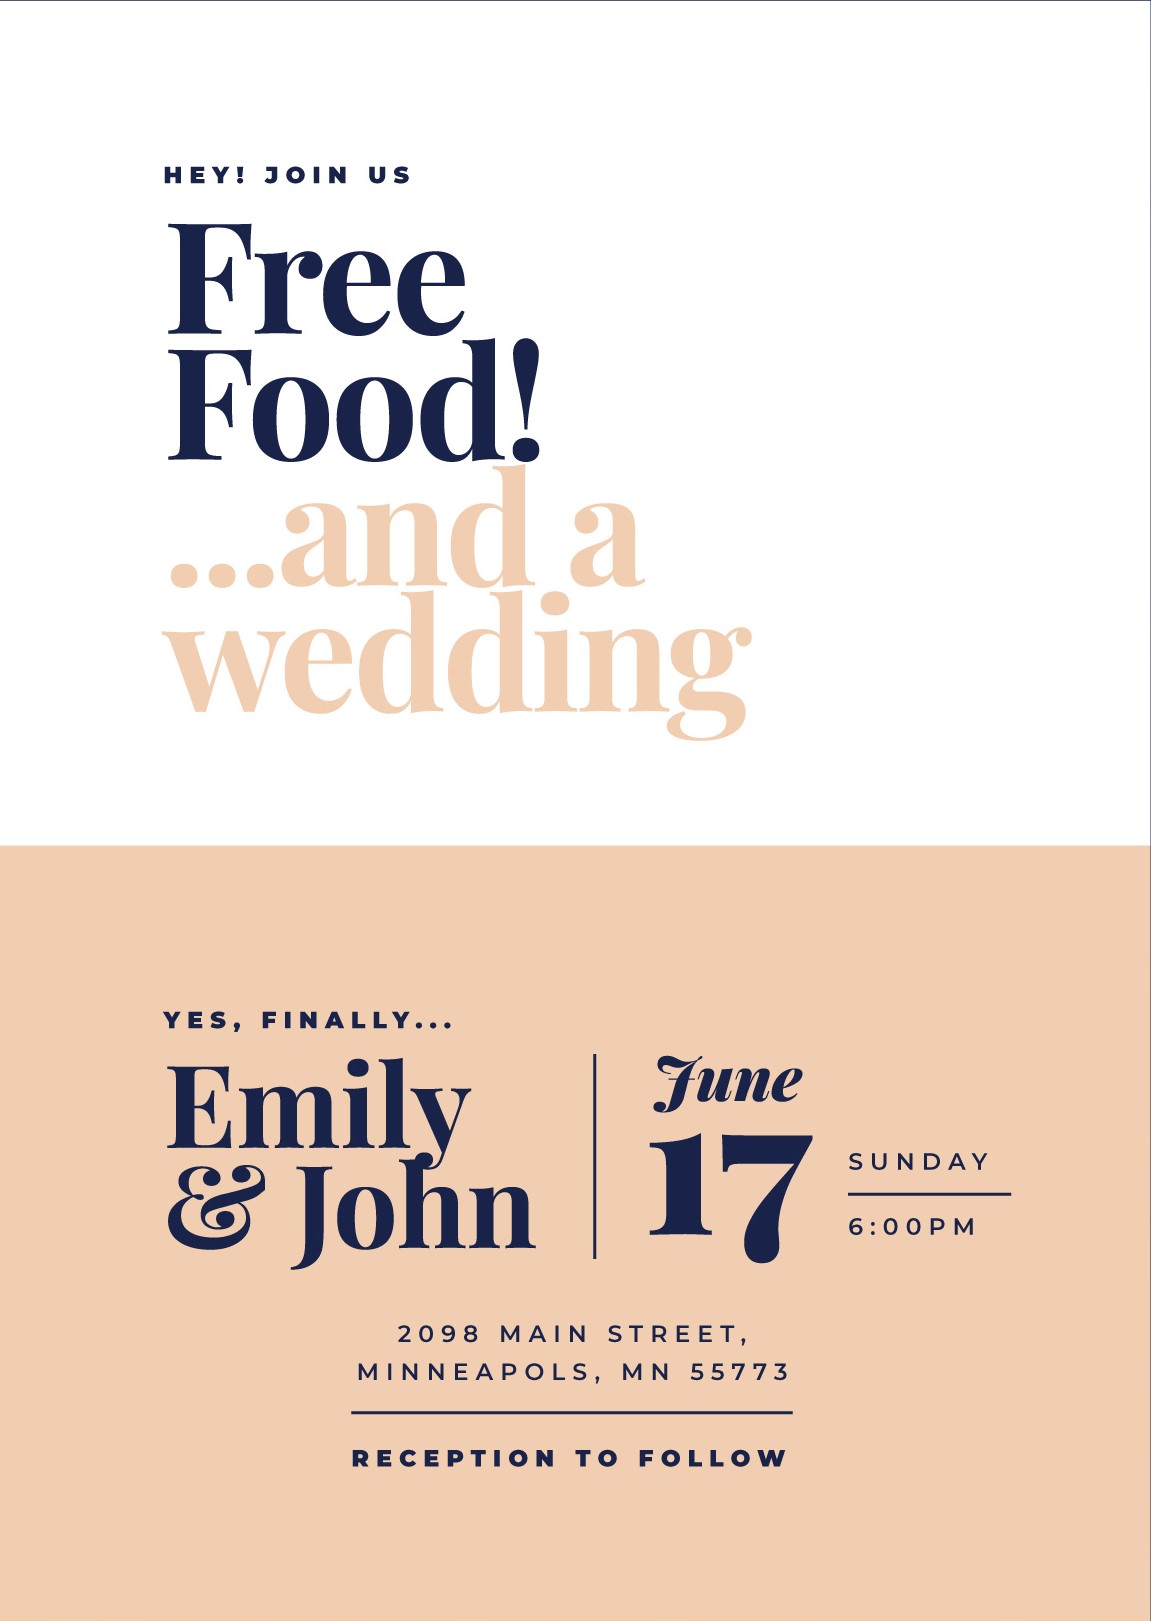 HEY! JOIN US
Free
Food!
...and a
wedding
YES, FINALLY...
Emily
& John
June
17
SUNDAY
6:00PM
2098 MAIN STREET,
MINNEAPOLS, MN 55773
RECEPTION TO FOLLOW